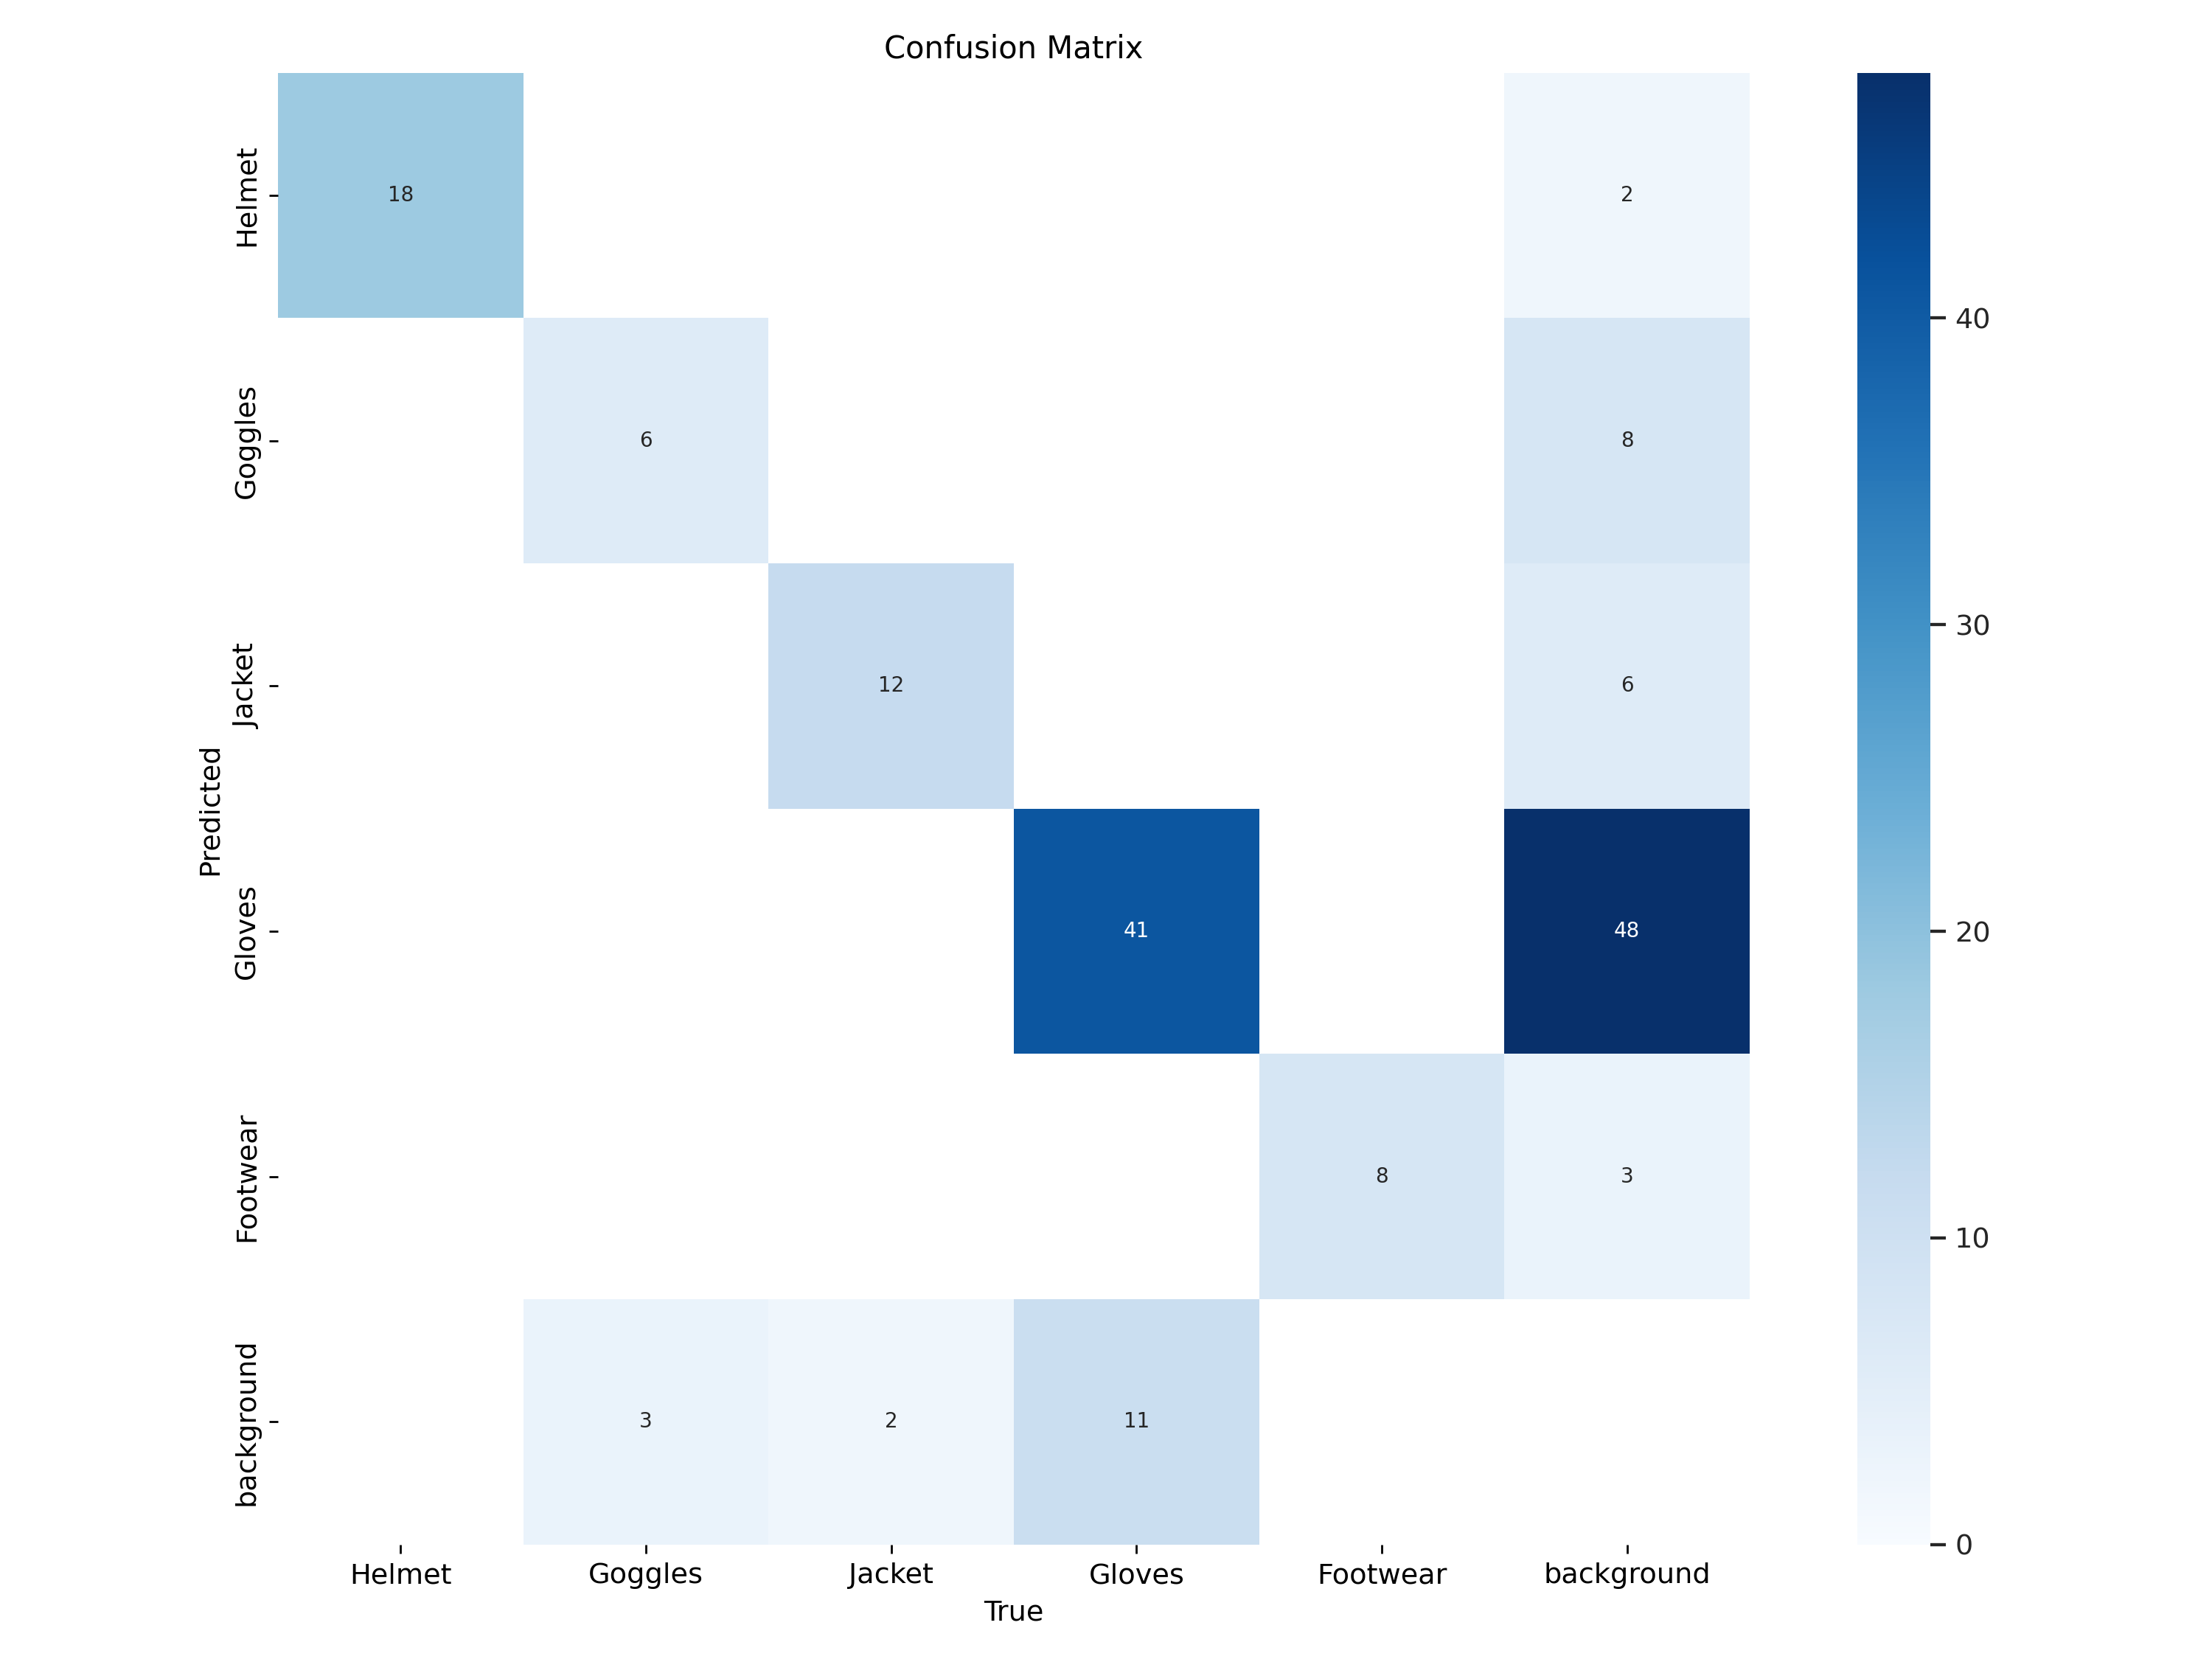 Confusion Matrix
Helmet
18
2
Goggles
6
8
40
Jacket
12
6
30
Predicted
Gloves
41
48
20
Footwear
8
3
10
background
3
2
11
0
Helmet
Goggles
Jacket
Gloves
Footwear
background
True